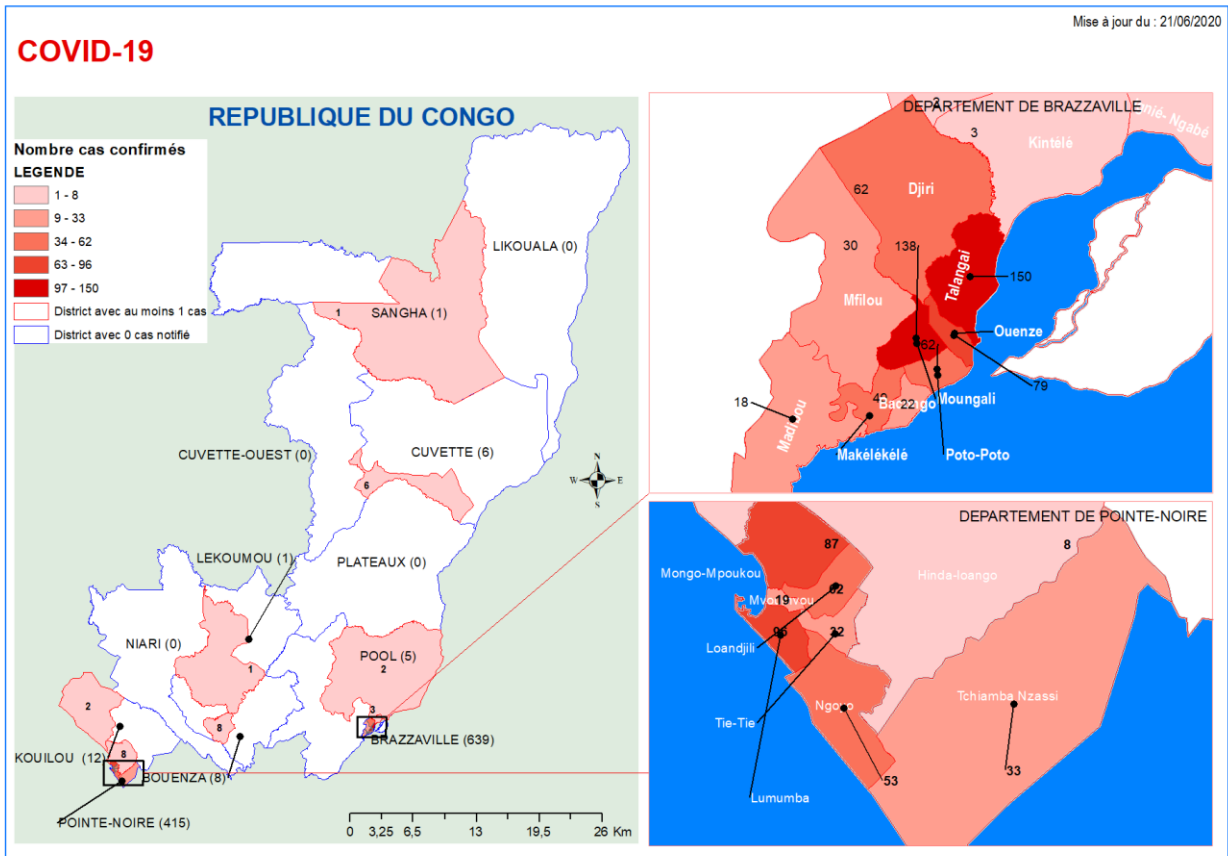 Mise à jour du : 21/06/2020
COVID-19
REPUBLIQUE DU CONGO
Nombre cas confirmés
LEGENDE
1 - 8
9 - 33
34 - 62
63 - 96
97 - 150
District avec au moins 1 cas
District avec 0 cas notifié
LIKOUALA (0)
1
SANGHA (1)
CUVETTE-OUEST (0)
CUVETTE (6)
6
N
W
E
S
LEKOUMOU (1)
PLATEAUX (0)
NIARI (0)
POOL (5)
2
1
2
8
3
BRAZZAVILLE (639)
KOUILOU (12)
8
BOUENZA (8)
POINTE-NOIRE (415)
0 3,25 6,5 13 19,5 26 Km
2
DEPARTEMENT DE BRAZZAVILLE
3
Kintélé
Ngabé
62
Djiri
30
138
Talangai
150
Mfilou
62
Ouenze
79
18
Madibou
22
Moungali
Makélékélé
Poto-Poto
DEPARTEMENT DE POINTE-NOIRE
87
8
Mongo-Mpoukou
Hinda-loango
19
Loandjili
Tchiamba Nzassi
Tie-Tie
33
53
Lumumba